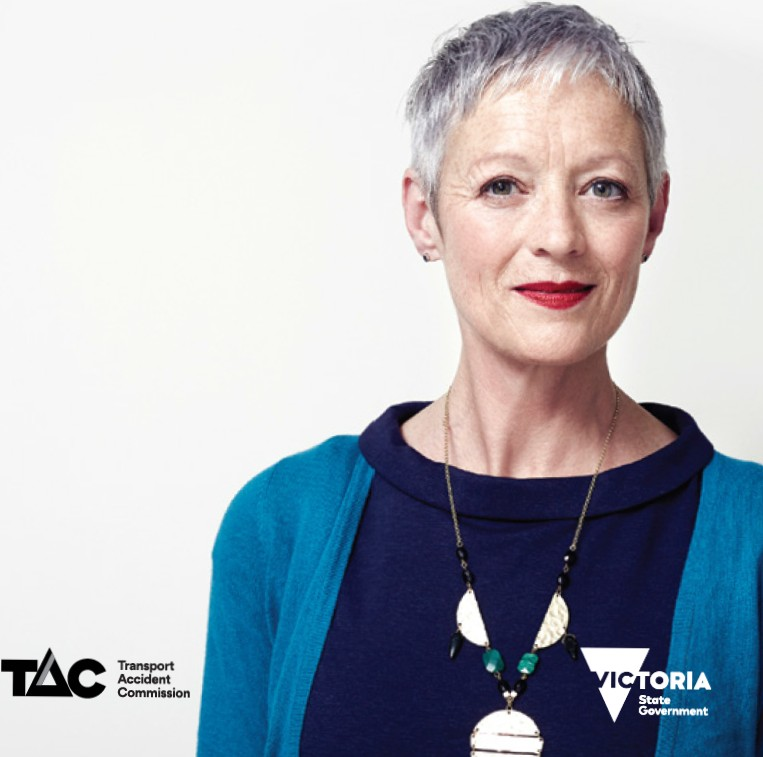 TAC
Transport
Accident
Commission
VICTORIA
State
Government